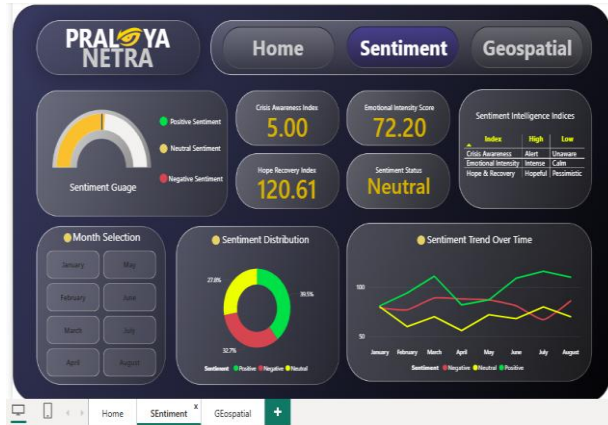 PRALAYA
NETRA
Home
Sentiment
Geospatial
Positive Sentiment
Neutral Sentiment
Negative Sentiment
Sentiment Guage
Crisis Awareness Index
5.00
Emotional Intensity Score
72.20
Hope Recovery Index
120.61
Sentiment Status
Neutral
Sentiment Intelligence Indices
Index High Low
Crisis Awareness Alert Unaware
Emotional Intensity Intense Calm
Hope & Recovery Hopeful Pessimistic
Month Selection
January May
February June
March July
April August
Sentiment Distribution
27.8%
39.5%
32.7%
Sentiment Positive Negative Neutral
Sentiment Trend Over Time
100
50
January February March April May June July August
Sentiment Negative Neutral Positive
Home SEntiment x GEospatial +